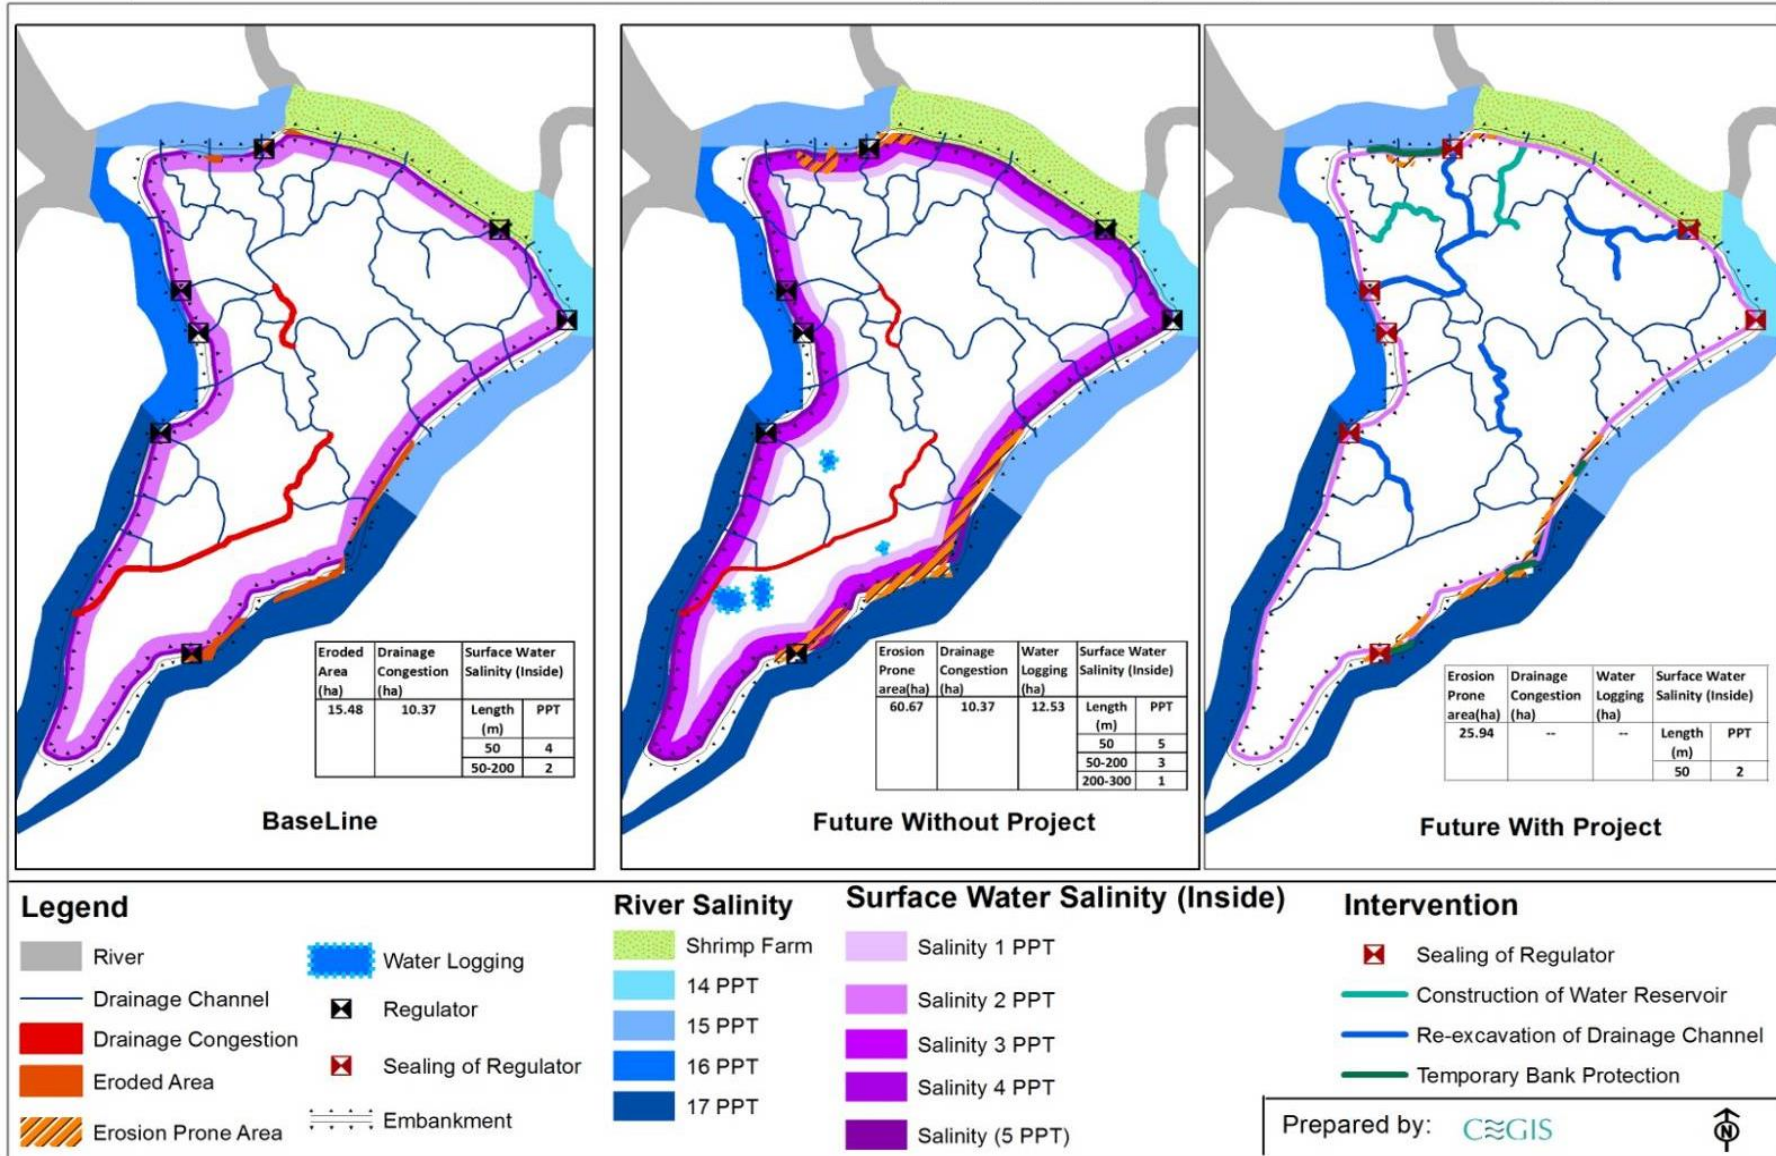 Eroded Area (ha)
Drainage Congestion (ha)
Surface Water Salinity (Inside)
15.48
10.37
Length (m)
PPT
50
4
50-200
2
BaseLine
Erosion Prone area(ha)
Drainage Congestion (ha)
Water Logging (ha)
Surface Water Salinity (Inside)
60.67
10.37
12.53
Length (m)
PPT
50
5
50-200
3
200-300
1
Future Without Project
Erosion Prone area(ha)
Drainage Congestion (ha)
Water Logging (ha)
Surface Water Salinity (Inside)
25.94
--
--
Length (m)
PPT
50
2
Future With Project
Legend
River
Drainage Channel
Drainage Congestion
Eroded Area
Erosion Prone Area
Water Logging
Regulator
Sealing of Regulator
Embankment
River Salinity
Shrimp Farm
14 PPT
15 PPT
16 PPT
17 PPT
Surface Water Salinity (Inside)
Salinity 1 PPT
Salinity 2 PPT
Salinity 3 PPT
Salinity 4 PPT
Salinity (5 PPT)
Intervention
Sealing of Regulator
Construction of Water Reservoir
Re-excavation of Drainage Channel
Temporary Bank Protection
Prepared by: CEGIS
N